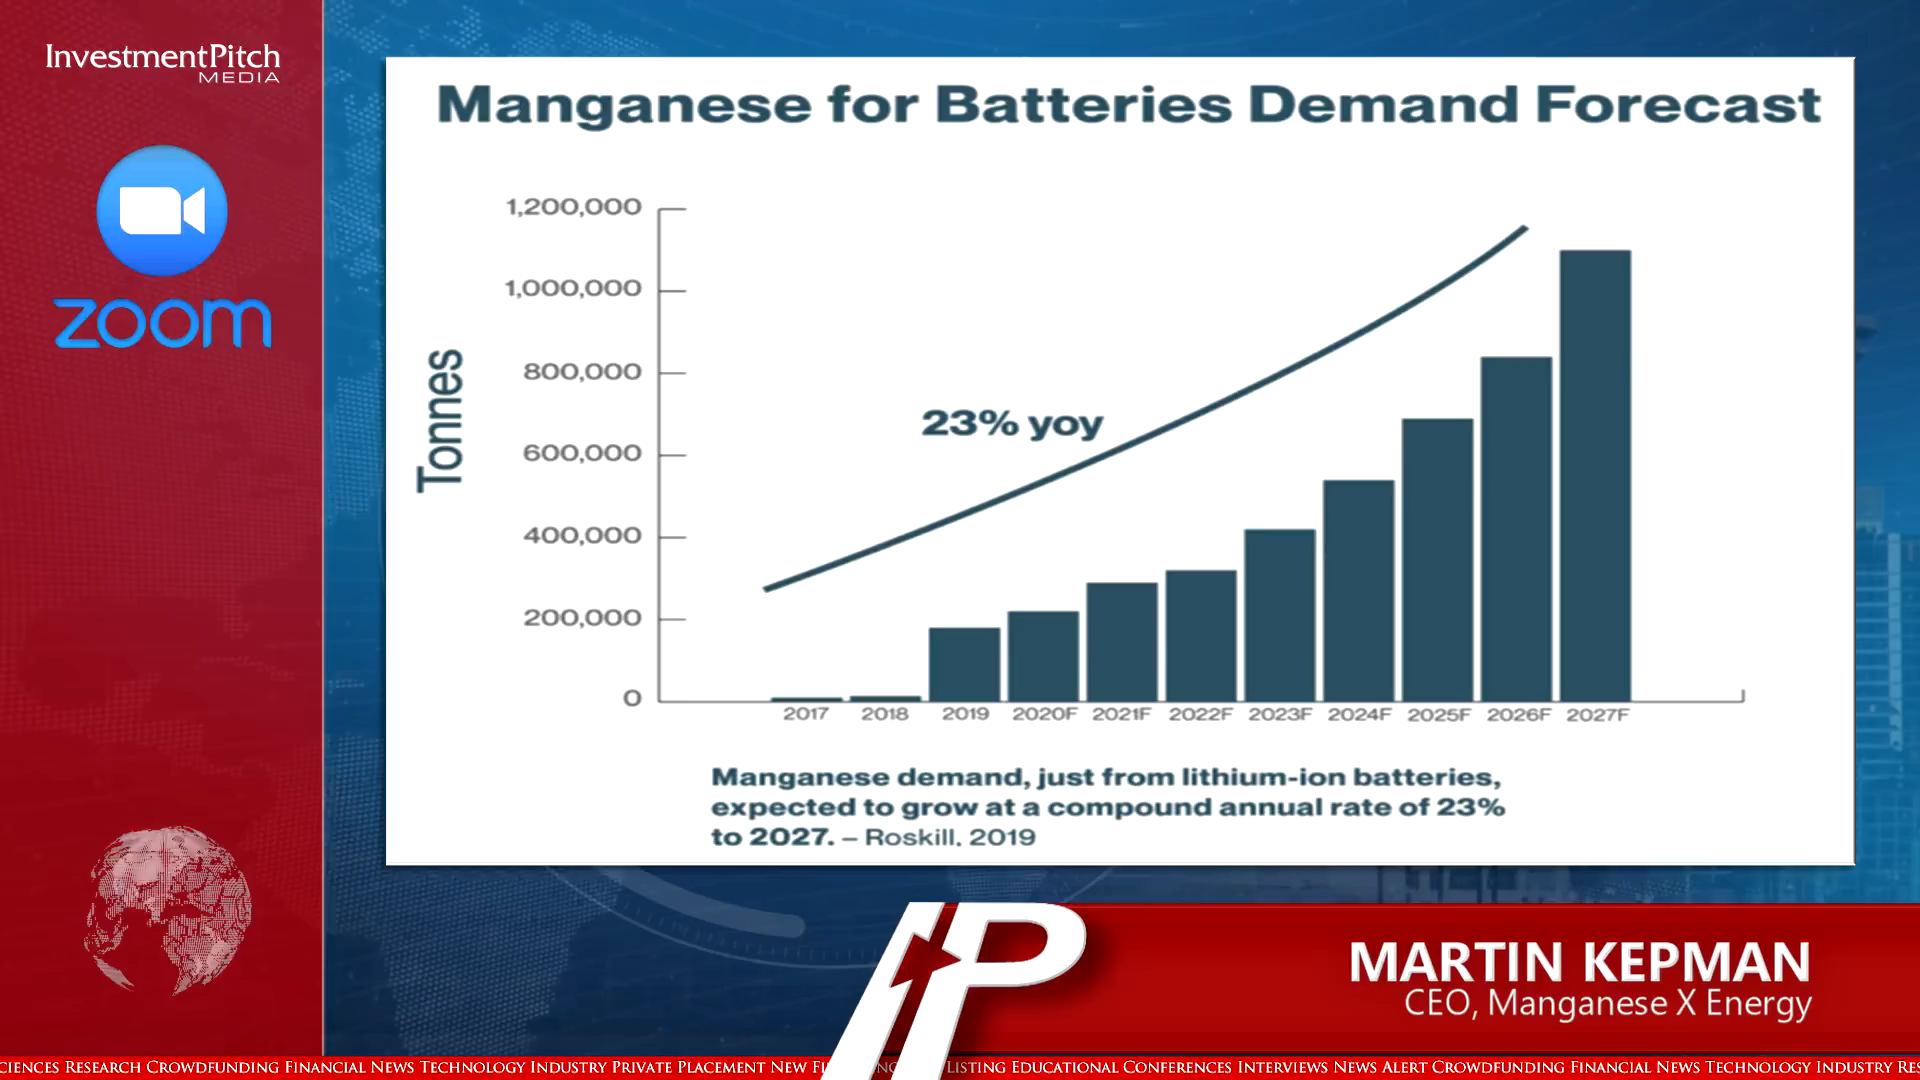 InvestmentPitch
MEDIA
zoom
Manganese for Batteries Demand Forecast
Tonnes
1,200,000
1,000,000
800,000
600,000
400,000
200,000
0
23% yoy
2017 2018 2019 2020F 2021F 2022F 2023F 2024F 2025F 2026F 2027F
Manganese demand, just from lithium-ion batteries,
expected to grow at a compound annual rate of 23%
to 2027. – Roskill, 2019
IP
MARTIN KEPMAN
CEO, Manganese X Energy
RESEARCH CROWDFUNDING FINANCIAL NEWS TECHNOLOGY INDUSTRY PRIVATE PLACEMENT NEW LISTING EDUCATIONAL CONFERENCES INTERVIEWS NEWS ALERT CROWDFUNDING FINANCIAL NEWS TECHNOLOGY INDUSTRY